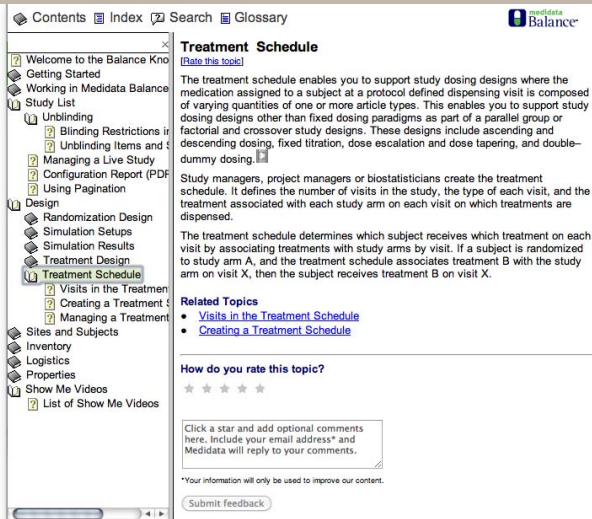 Contents Index Search Glossary
medidata
Balance
Welcome to the Balance Kno
Getting Started
Working in Medidata Balance
Study List
Unblinding
Blinding Restrictions in
Unblinding Items and S
Managing a Live Study
Configuration Report (PDF
Using Pagination
Design
Randomization Design
Simulation Setups
Simulation Results
Treatment Design
Treatment Schedule
Visits in the Treatmen
Creating a Treatment S
Managing a Treatment
Sites and Subjects
Inventory
Logistics
Properties
Show Me Videos
List of Show Me Videos
Treatment Schedule
[Rate this topic]
The treatment schedule enables you to support study dosing designs where the
medication assigned to a subject at a protocol defined dispensing visit is composed
of varying quantities of one or more article types. This enables you to support study
dosing designs other than fixed dosing paradigms as part of a parallel group or
factorial and crossover study designs. These designs include ascending and
descending dosing, fixed titration, dose escalation and dose tapering, and double–
dummy dosing.
Study managers, project managers or biostatisticians create the treatment
schedule. It defines the number of visits in the study, the type of each visit, and the
treatment associated with each study arm on each visit on which treatments are
dispensed.
The treatment schedule determines which subject receives which treatment on each
visit by associating treatments with study arms by visit. If a subject is randomized
to study arm A, and the treatment schedule associates treatment B with the study
arm on visit X, then the subject receives treatment B on visit X.
Related Topics
• Visits in the Treatment Schedule
• Creating a Treatment Schedule
How do you rate this topic?
Click a star and add optional comments
here. Include your email address* and
Medidata will reply to your comments.
*Your information will only be used to improve our content.
Submit feedback